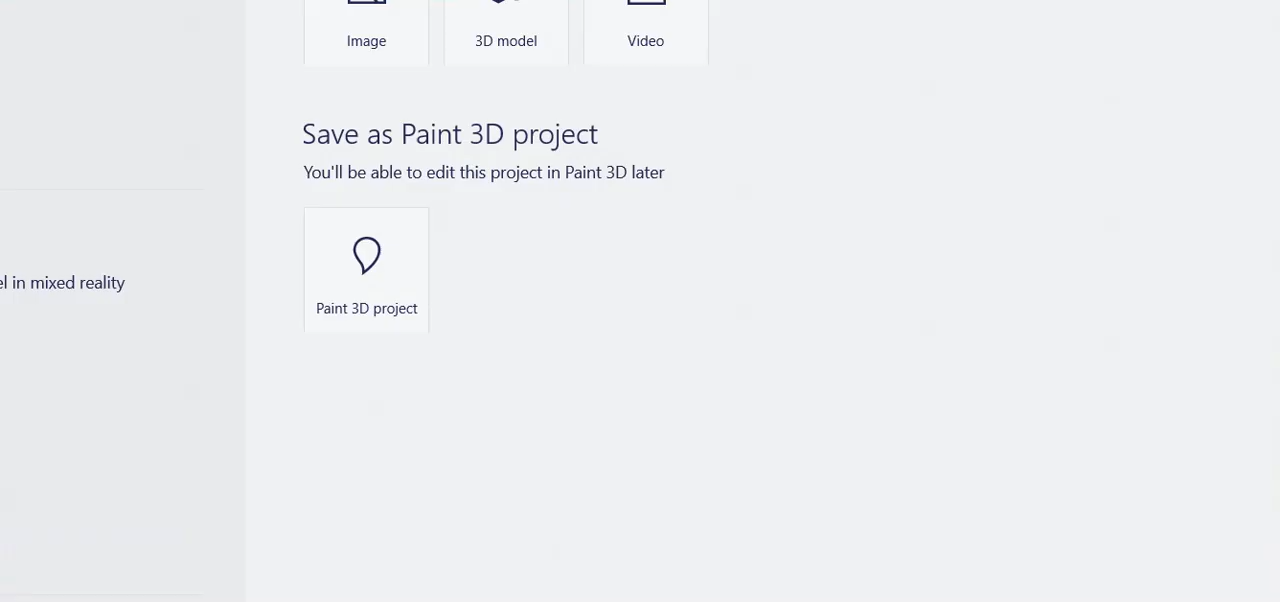 Image
3D model
Video
Save as Paint 3D project
You'll be able to edit this project in Paint 3D later
in mixed reality
Paint 3D project